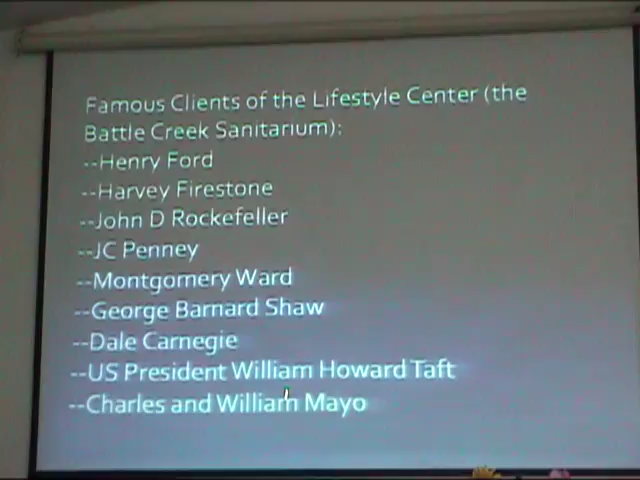 Famous Clients of the Lifestyle Center (the
Battle Creek Sanitarium):
--Henry Ford
--Harvey Firestone
--John D Rockefeller
--JC Penney
--Montgomery Ward
--George Barnard Shaw
--Dale Carnegie
--US President William Howard Taft
--Charles and William Mayo